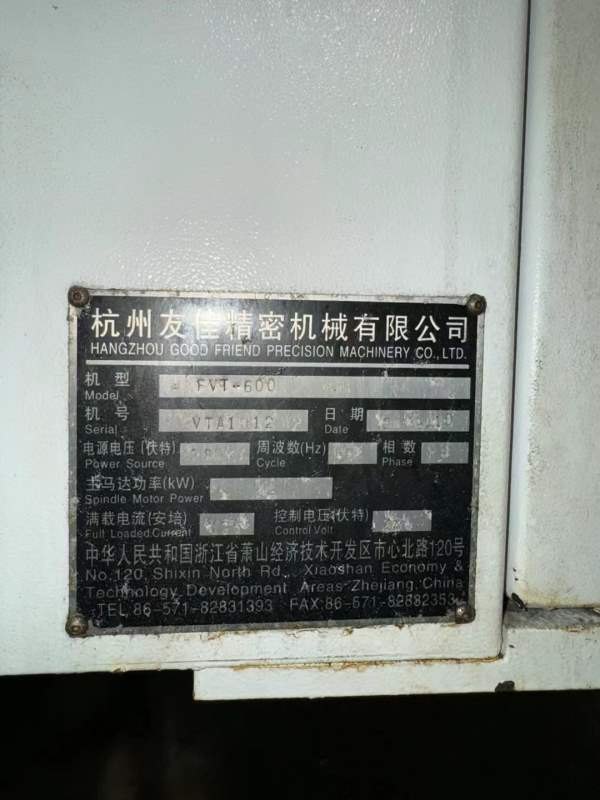 杭州友佳精密机械有限公司
HANGZHOU GOOD FRIEND PRECISION MACHINERY CO., LTD.
机型 FVT-600
Model
机号 日期
Serial Date
电源电压(伏特) 周波数(Hz) 相数
Power Source Cycle Phase
主马达功率(kW)
Spindle Motor Power
满载电流(安培) 控制电压(伏特)
Full Loaded Current Control Volt
中华人民共和国浙江省萧山经济技术开发区市心北路120号
No.120, Shixin North Rd., Xiaoshan Economy &
Technology Development Areas Zhejiang, China
TEL 86-571-82831393 FAX:86-571-82882353